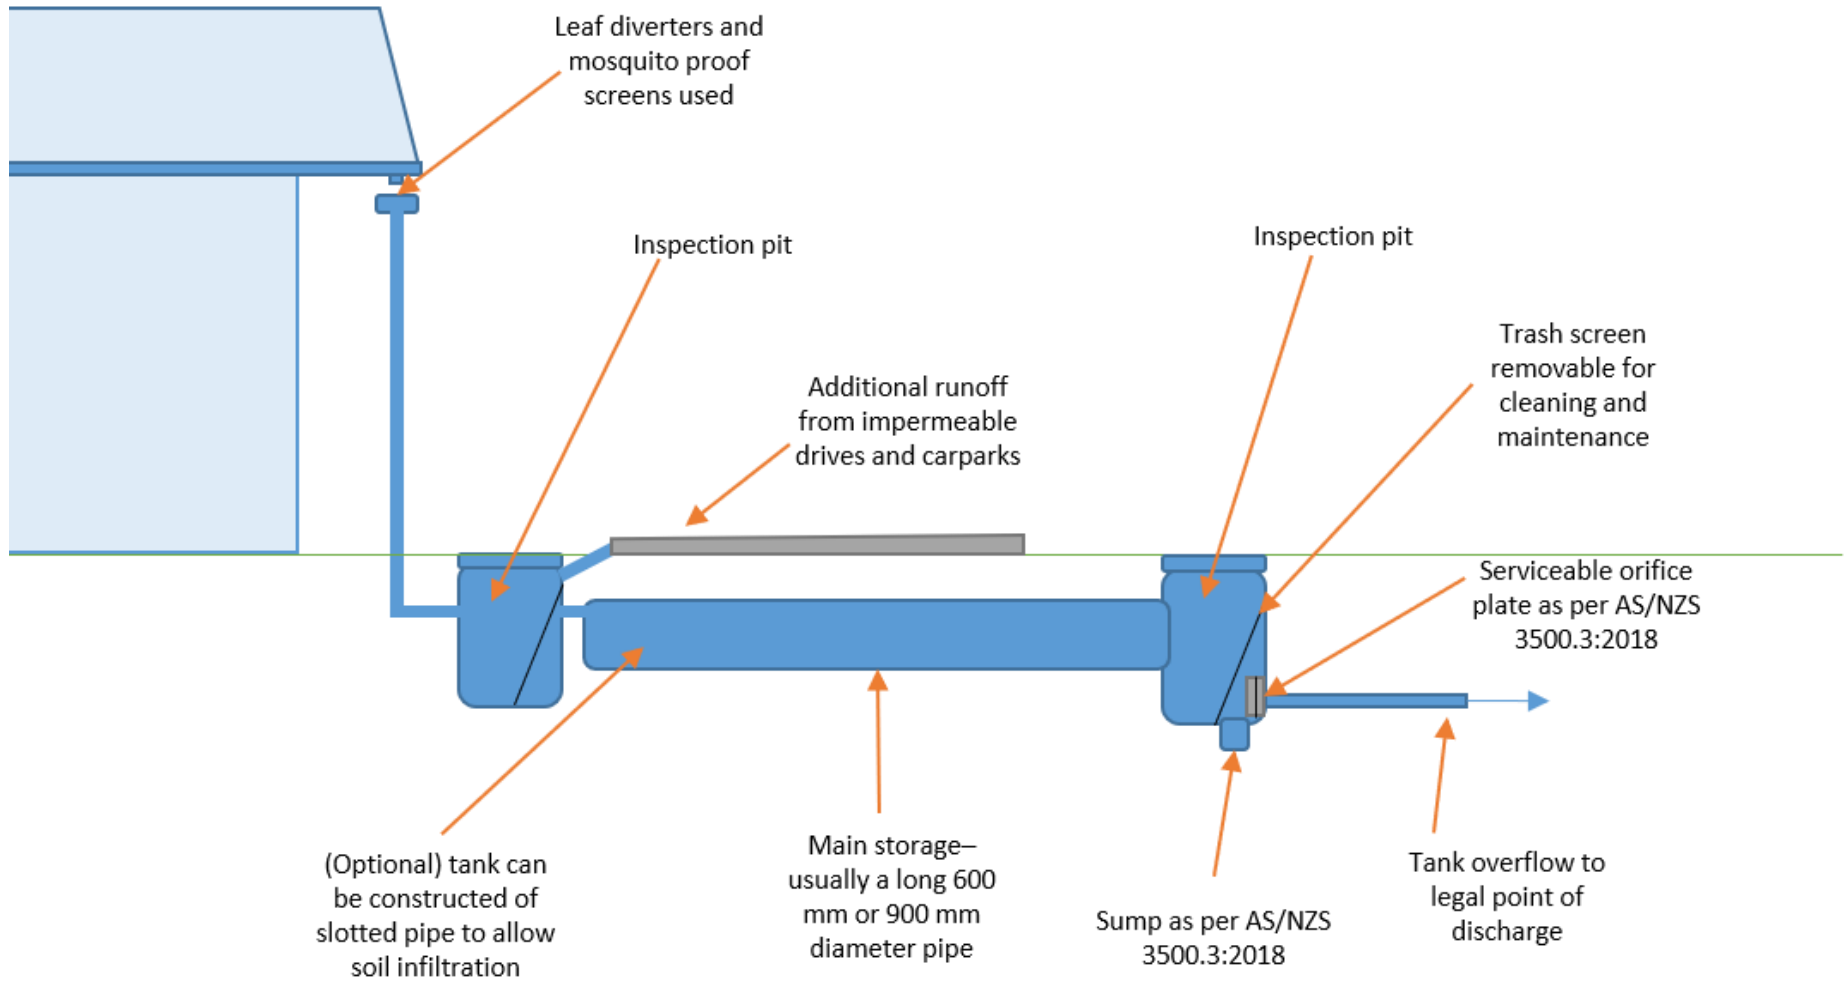 Leaf diverters and
mosquito proof
screens used
Inspection pit
Inspection pit
Trash screen
removable for
cleaning and
maintenance
Additional runoff
from impermeable
drives and carparks
Serviceable orifice
plate as per AS/NZS
3500.3:2018
(Optional) tank can
be constructed of
slotted pipe to allow
soil infiltration
Main storage–
usually a long 600
mm or 900 mm
diameter pipe
Sump as per AS/NZS
3500.3:2018
Tank overflow to
legal point of
discharge